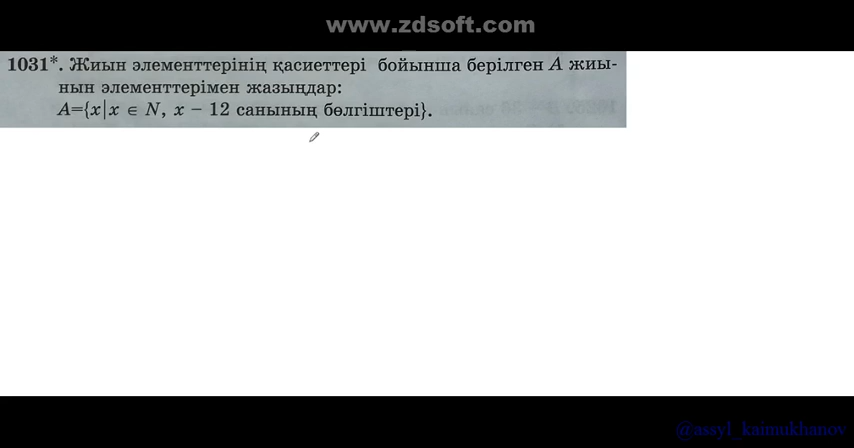 www.zdsoft.com
1031*. Жиын элементтерінің қасиеттері бойынша берілген A жиы-
нын элементтерімен жазыңдар:
A={x|x ∈ N, x − 12 санының бөлгіштері}.
@assyl_kaimukhanov